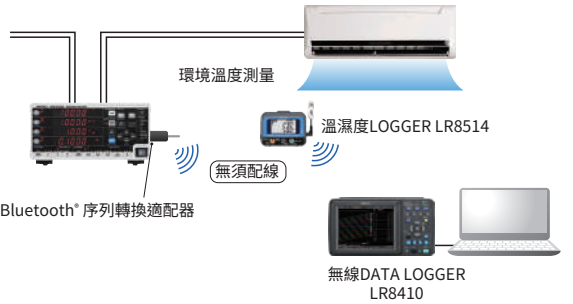 環境溫度測量
溫濕度LOGGER LR8514
無須配線
Bluetooth® 序列轉換適配器
無線DATA LOGGER
LR8410